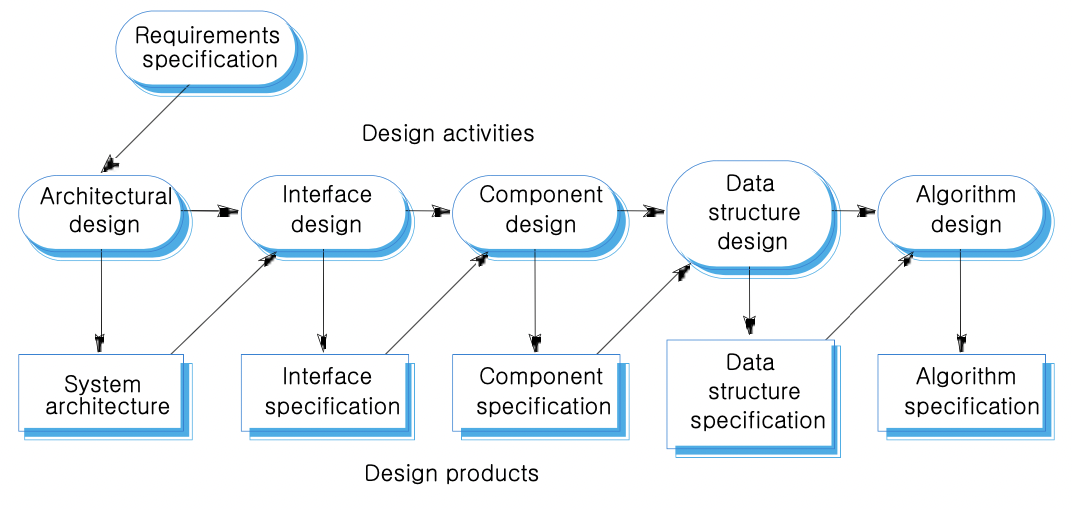 Requirements
specification
Design activities
Architectural
design
Interface
design
Component
design
Data
structure
design
Algorithm
design
System
architecture
Interface
specification
Component
specification
Data
structure
specification
Algorithm
specification
Design products